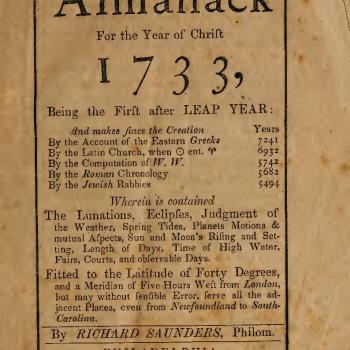 Almanack
For the Year of Chriſt
1733,
Being the Firſt after LEAP YEAR:
And makes ſince the Creation Years
By the Account of the Eastern Greeks 7241
By the Latin Church, when ☉ ent. ♈ 6932
By the Computation of W. W. 5742
By the Roman Chronology 5682
By the Jewish Rabbies 5494
Wherein is contained
The Lunations, Eclipſes, Judgment of
the Weather, Spring Tides, Planets Motions &
mutual Aſpects, Sun and Moon's Riſing and Set-
ting, Length of Days, Time of High Water,
Fairs, Courts, and obſervable Days.
Fitted to the Latitude of Forty Degrees,
and a Meridian of Five Hours Weſt from London,
but may without ſenſible Error, ſerve all the ad-
jacent Places, even from Newfoundland to South-
Carolina.
By RICHARD SAUNDERS, Philom.
PHILADELPHIA